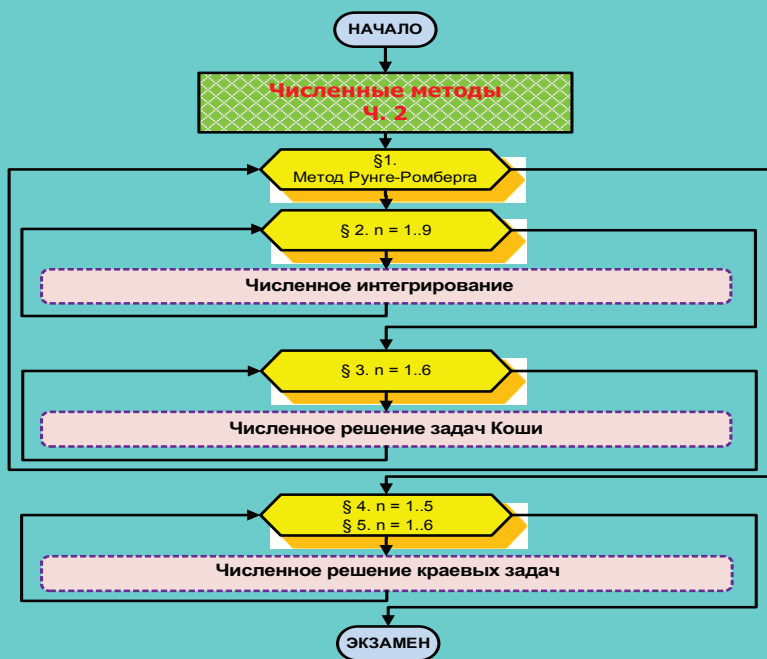 НАЧАЛО
Численные методы
Ч. 2
§1.
Метод Рунге-Ромберга
§ 2. n = 1..9
Численное интегрирование
§ 3. n = 1..6
Численное решение задач Коши
§ 4. n = 1..5
§ 5. n = 1..6
Численное решение краевых задач
ЭКЗАМЕН